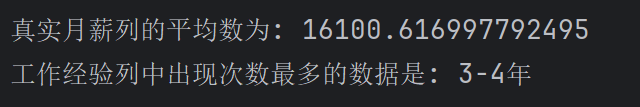 真实月薪列的平均数为: 16100.616997792495
工作经验列中出现次数最多的数据是: 3-4年